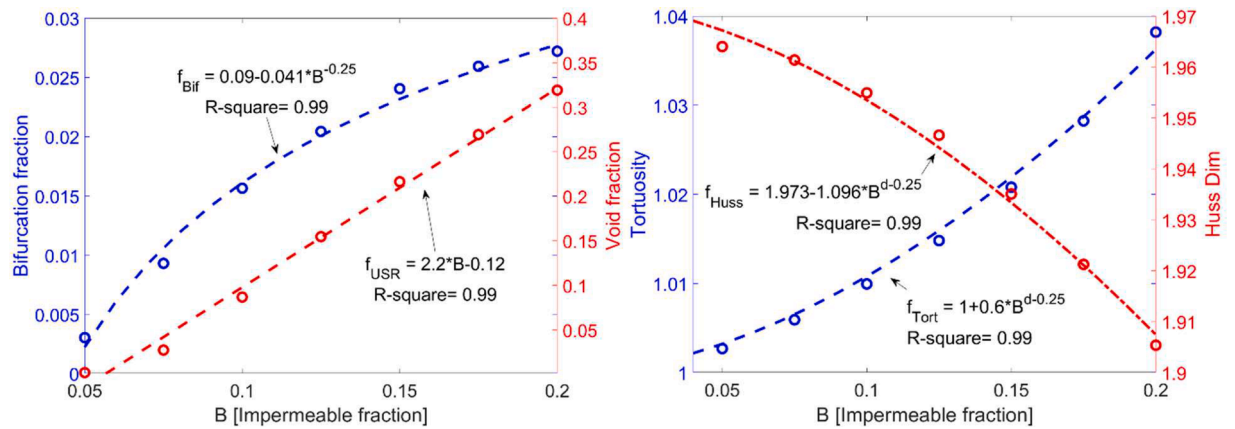 0.03
0.025
0.02
0.015
0.01
0.005
0
Bifurcation fraction
f_Bif = 0.09-0.041*B^-0.25
R-square= 0.99
f_USR = 2.2*B-0.12
R-square= 0.99
0.4
0.35
0.3
0.25
0.2
0.15
0.1
0.05
Void fraction
0.05 0.1 0.15 0.2
B [Impermeable fraction]
1.04
1.03
1.02
1.01
1
Tortuosity
f_Huss = 1.973-1.096*B^d-0.25
R-square= 0.99
f_Tort = 1+0.6*B^d-0.25
R-square= 0.99
1.97
1.96
1.95
1.94
1.93
1.92
1.91
1.9
Huss Dim
0.05 0.1 0.15 0.2
B [Impermeable fraction]